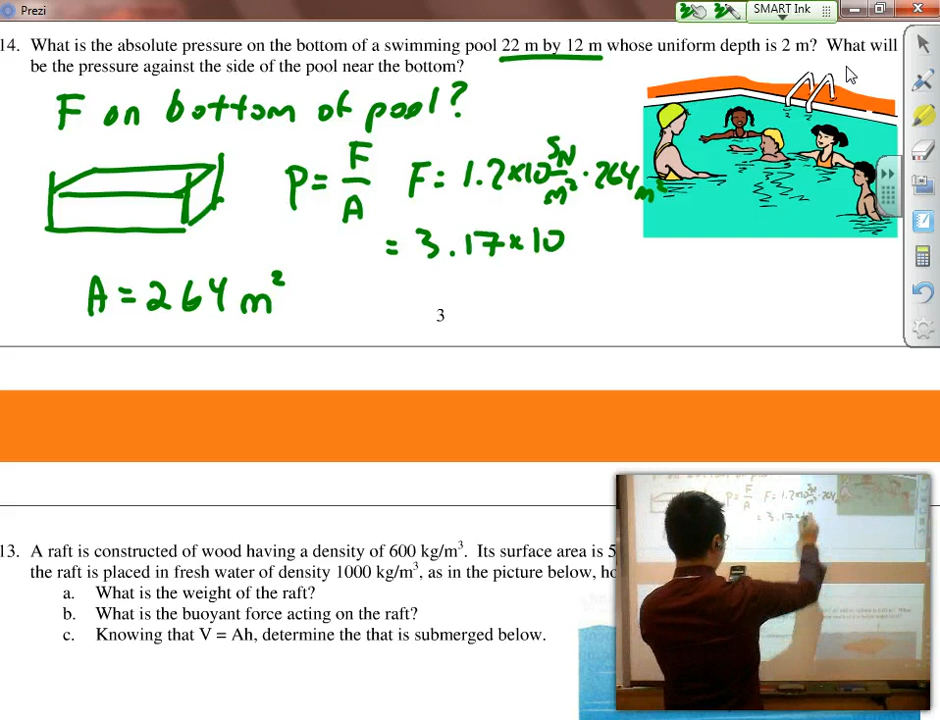 Prezi
SMART Ink
14. What is the absolute pressure on the bottom of a swimming pool 22 m by 12 m whose uniform depth is 2 m? What will
be the pressure against the side of the pool near the bottom?
F on bottom of pool?
P = F/A F = 1.2×10⁵ N/m² · 264 m²
= 3.17×10
A = 264 m²
3
13. A raft is constructed of wood having a density of 600 kg/m³. Its surface area is 5
the raft is placed in fresh water of density 1000 kg/m³, as in the picture below, ho
a. What is the weight of the raft?
b. What is the buoyant force acting on the raft?
c. Knowing that V = Ah, determine the that is submerged below.